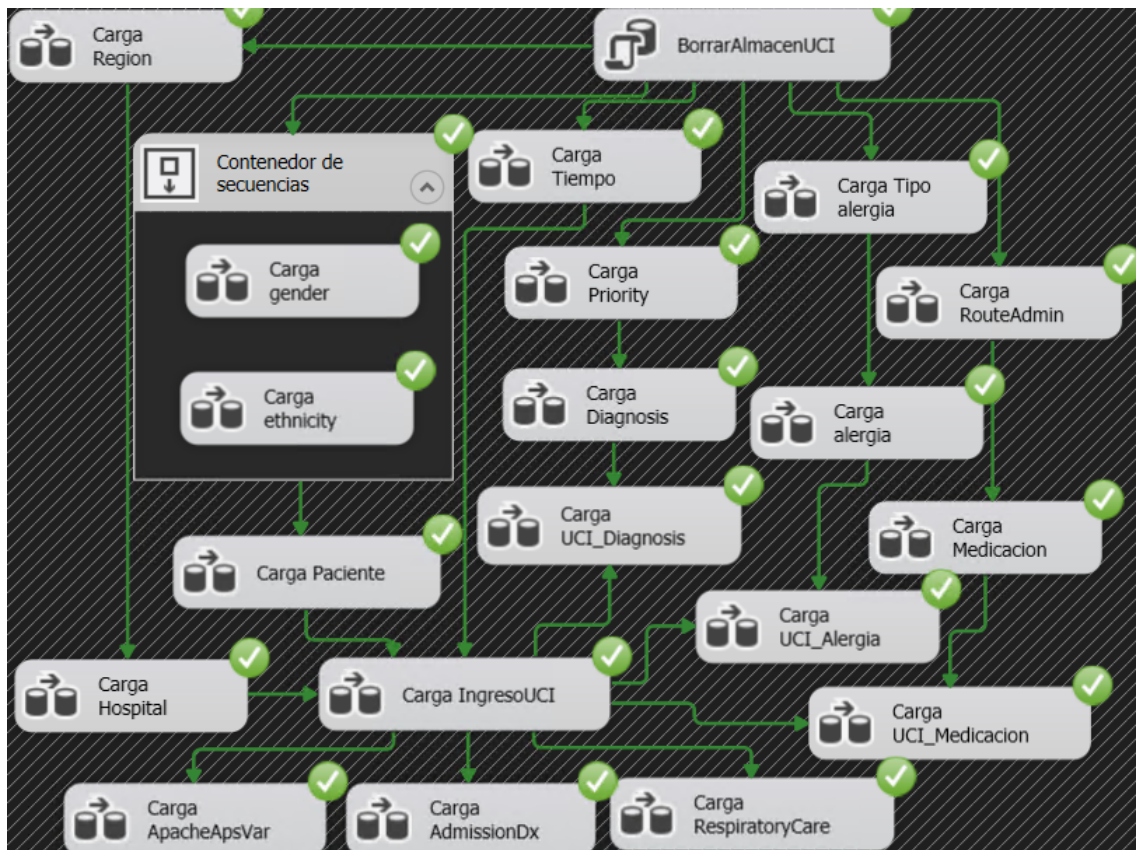 Carga
Region
BorrarAlmacenUCI
Contenedor de
secuencias
Carga
Tiempo
Carga Tipo
alergia
Carga
gender
Carga
Priority
Carga
RouteAdmin
Carga
ethnicity
Carga
Diagnosis
Carga
alergia
Carga
UCI_Diagnosis
Carga
Medicacion
Carga Paciente
Carga
UCI_Alergia
Carga
Hospital
Carga IngresoUCI
Carga
UCI_Medicacion
Carga
ApacheApsVar
Carga
AdmissionDx
Carga
RespiratoryCare